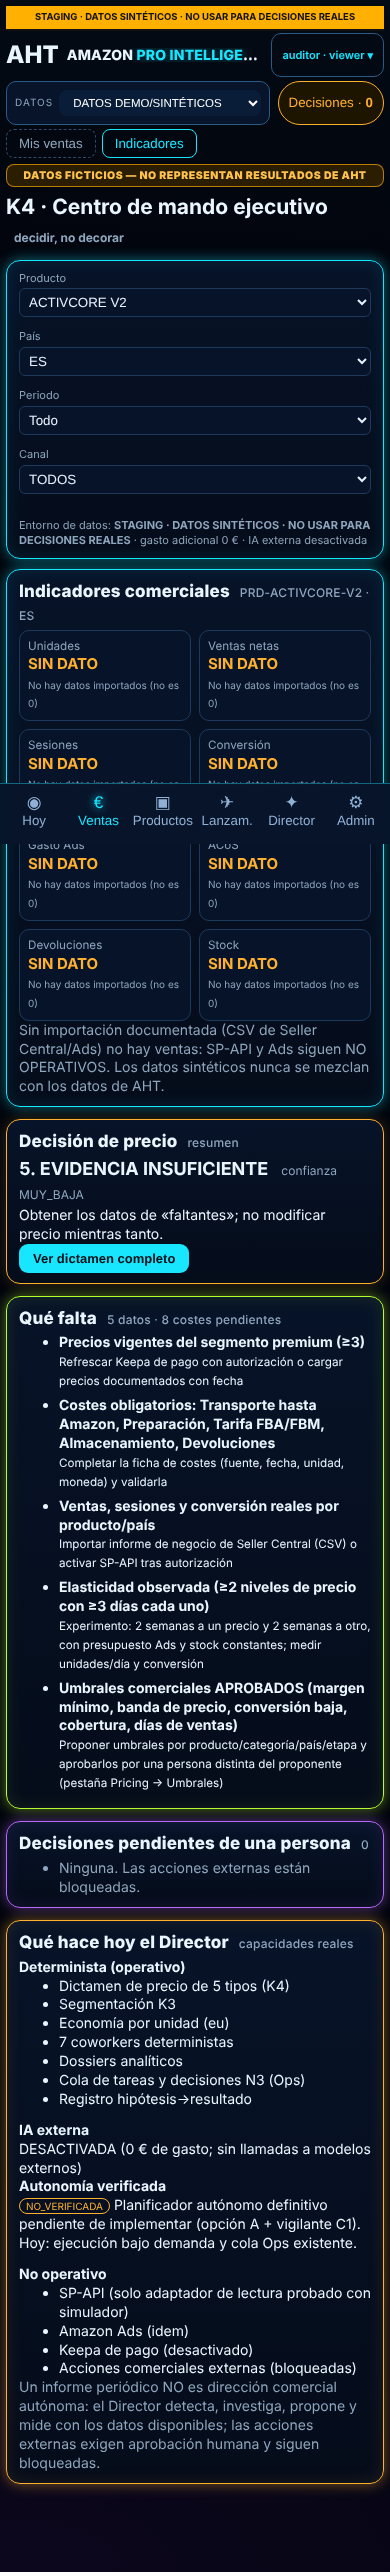 STAGING · DATOS SINTÉTICOS · NO USAR PARA DECISIONES REALES
AHT AMAZON PRO INTELLIGE...
auditor · viewer ▾
DATOS
DATOS DEMO/SINTÉTICOS
Decisiones · 0
Mis ventas
Indicadores
DATOS FICTICIOS — NO REPRESENTAN RESULTADOS DE AHT
K4 · Centro de mando ejecutivo
decidir, no decorar
Producto
ACTIVCORE V2
País
ES
Periodo
Todo
Canal
TODOS
Entorno de datos: STAGING · DATOS SINTÉTICOS · NO USAR PARA
DECISIONES REALES · gasto adicional 0 € · IA externa desactivada
Indicadores comerciales PRD-ACTIVCORE-V2 ·
ES
Unidades
SIN DATO
No hay datos importados (no es
0)
Ventas netas
SIN DATO
No hay datos importados (no es
0)
Sesiones
SIN DATO
Conversión
SIN DATO
◉ Hoy
€ Ventas
▣ Productos
✈ Lanzam.
✦ Director
⚙ Admin
Gasto Ads
SIN DATO
No hay datos importados (no es
0)
ACoS
SIN DATO
No hay datos importados (no es
0)
Devoluciones
SIN DATO
No hay datos importados (no es
0)
Stock
SIN DATO
No hay datos importados (no es
0)
Sin importación documentada (CSV de Seller
Central/Ads) no hay ventas: SP-API y Ads siguen NO
OPERATIVOS. Los datos sintéticos nunca se mezclan
con los datos de AHT.
Decisión de precio resumen
5. EVIDENCIA INSUFICIENTE confianza
MUY_BAJA
Obtener los datos de «faltantes»; no modificar
precio mientras tanto.
Ver dictamen completo
Qué falta 5 datos · 8 costes pendientes
• Precios vigentes del segmento premium (≥3)
Refrescar Keepa de pago con autorización o cargar
precios documentados con fecha
• Costes obligatorios: Transporte hasta
Amazon, Preparación, Tarifa FBA/FBM,
Almacenamiento, Devoluciones
Completar la ficha de costes (fuente, fecha, unidad,
moneda) y validarla
• Ventas, sesiones y conversión reales por
producto/país
Importar informe de negocio de Seller Central (CSV) o
activar SP-API tras autorización
• Elasticidad observada (≥2 niveles de precio
con ≥3 días cada uno)
Experimento: 2 semanas a un precio y 2 semanas a otro,
con presupuesto Ads y stock constantes; medir
unidades/día y conversión
• Umbrales comerciales APROBADOS (margen
mínimo, banda de precio, conversión baja,
cobertura, días de ventas)
Proponer umbrales por producto/categoría/país/etapa y
aprobarlos por una persona distinta del proponente
(pestaña Pricing → Umbrales)
Decisiones pendientes de una persona 0
• Ninguna. Las acciones externas están
bloqueadas.
Qué hace hoy el Director capacidades reales
Determinista (operativo)
• Dictamen de precio de 5 tipos (K4)
• Segmentación K3
• Economía por unidad (eu)
• 7 coworkers deterministas
• Dossiers analíticos
• Cola de tareas y decisiones N3 (Ops)
• Registro hipótesis→resultado
IA externa
DESACTIVADA (0 € de gasto; sin llamadas a modelos
externos)
Autonomía verificada
NO_VERIFICADA Planificador autónomo definitivo
pendiente de implementar (opción A + vigilante C1).
Hoy: ejecución bajo demanda y cola Ops existente.
No operativo
• SP-API (solo adaptador de lectura probado con
simulador)
• Amazon Ads (idem)
• Keepa de pago (desactivado)
• Acciones comerciales externas (bloqueadas)
Un informe periódico NO es dirección comercial
autónoma: el Director detecta, investiga, propone y
mide con los datos disponibles; las acciones
externas exigen aprobación humana y siguen
bloqueadas.